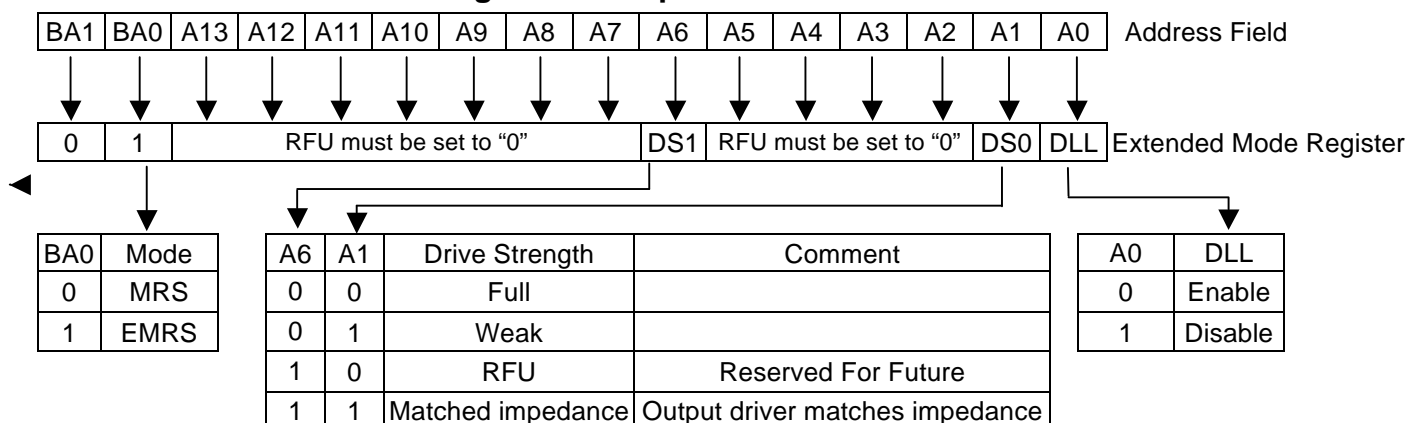 BA1 BA0 A13 A12 A11 A10 A9 A8 A7 A6 A5 A4 A3 A2 A1 A0 Address Field
0 1 RFU must be set to “0” DS1 RFU must be set to “0” DS0 DLL Extended Mode Register
BA0 Mode
0 MRS
1 EMRS
A6 A1 Drive Strength Comment
0 0 Full
0 1 Weak
1 0 RFU Reserved For Future
1 1 Matched impedance Output driver matches impedance
A0 DLL
0 Enable
1 Disable